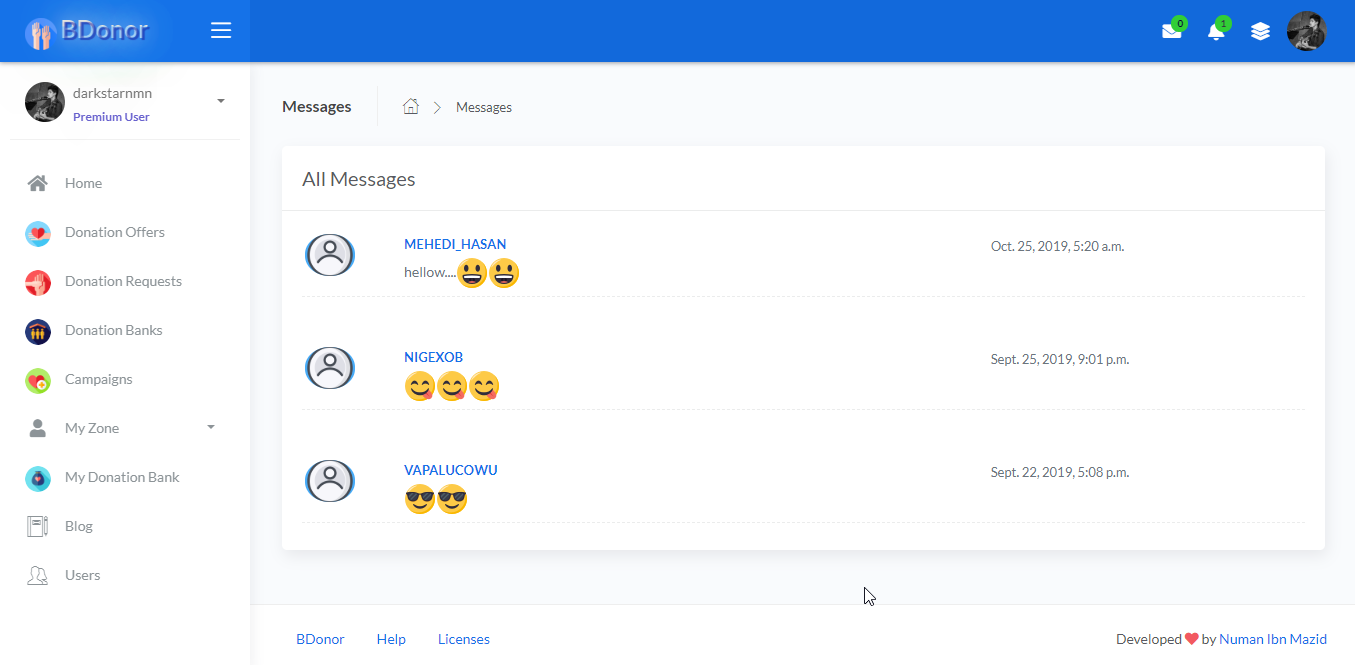 BDonor
0
1
darkstarnmn
Premium User
Home
Donation Offers
Donation Requests
Donation Banks
Campaigns
My Zone
My Donation Bank
Blog
Users
Messages
Messages
All Messages
MEHEDI_HASAN
Oct. 25, 2019, 5:20 a.m.
hellow....😃😃
NIGEXOB
Sept. 25, 2019, 9:01 p.m.
😋😋😋
VAPALUCOWU
Sept. 22, 2019, 5:08 p.m.
😎😎
BDonor Help Licenses
Developed ❤ by Numan Ibn Mazid